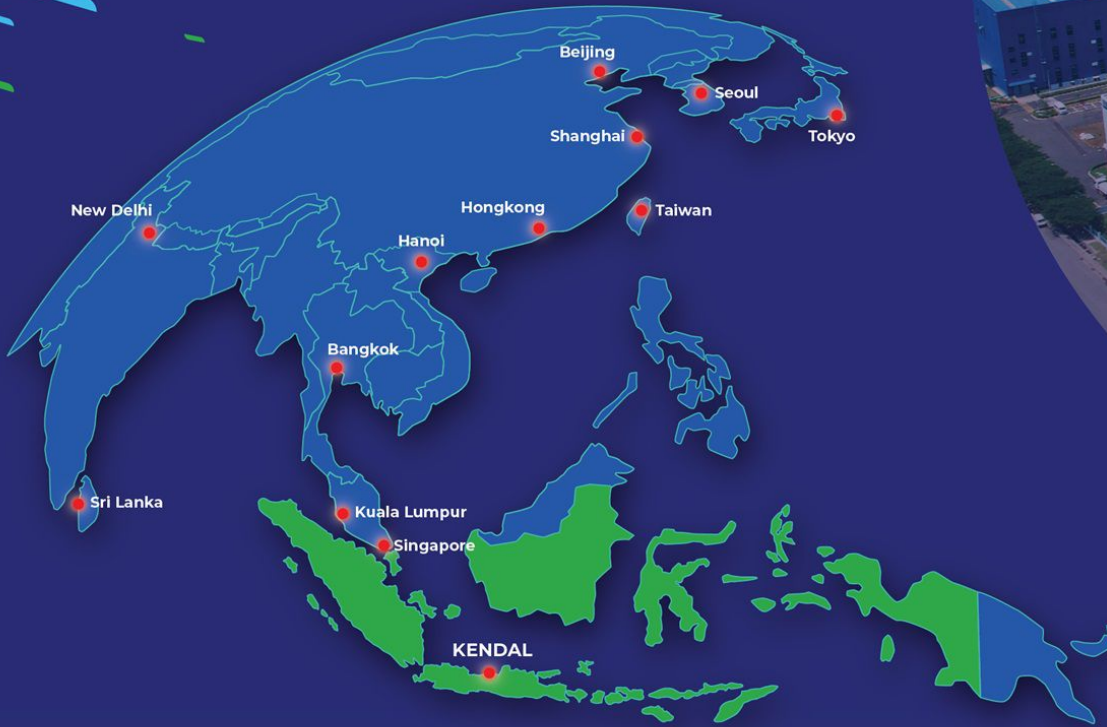 Beijing
Seoul
Shanghai
Tokyo
New Delhi
Hongkong
Taiwan
Hanoi
Bangkok
Sri Lanka
Kuala Lumpur
Singapore
KENDAL